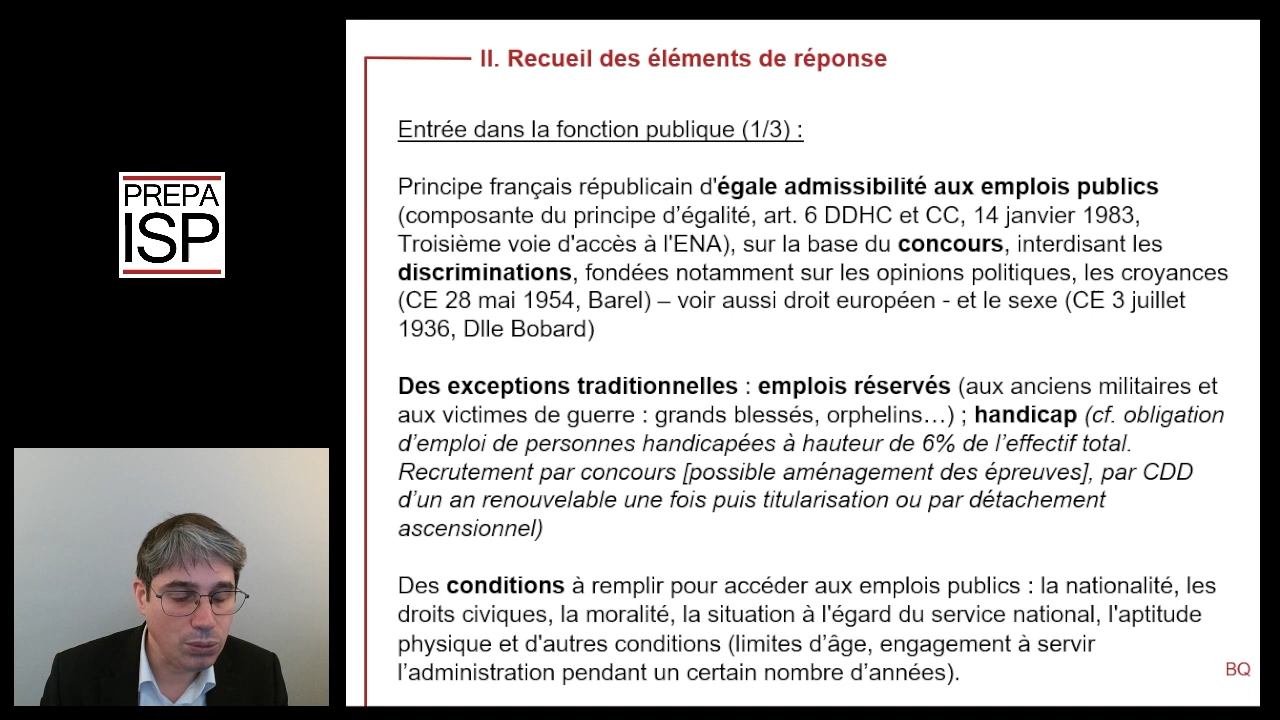 PREPA
ISP
II. Recueil des éléments de réponse
Entrée dans la fonction publique (1/3) :
Principe français républicain d'égale admissibilité aux emplois publics
(composante du principe d’égalité, art. 6 DDHC et CC, 14 janvier 1983,
Troisième voie d'accès à l'ENA), sur la base du concours, interdisant les
discriminations, fondées notamment sur les opinions politiques, les croyances
(CE 28 mai 1954, Barel) – voir aussi droit européen - et le sexe (CE 3 juillet
1936, Dlle Bobard)
Des exceptions traditionnelles : emplois réservés (aux anciens militaires et
aux victimes de guerre : grands blessés, orphelins…) ; handicap (cf. obligation
d’emploi de personnes handicapées à hauteur de 6% de l’effectif total.
Recrutement par concours [possible aménagement des épreuves], par CDD
d’un an renouvelable une fois puis titularisation ou par détachement
ascensionnel)
Des conditions à remplir pour accéder aux emplois publics : la nationalité, les
droits civiques, la moralité, la situation à l'égard du service national, l'aptitude
physique et d'autres conditions (limites d’âge, engagement à servir
l’administration pendant un certain nombre d’années).
BQ